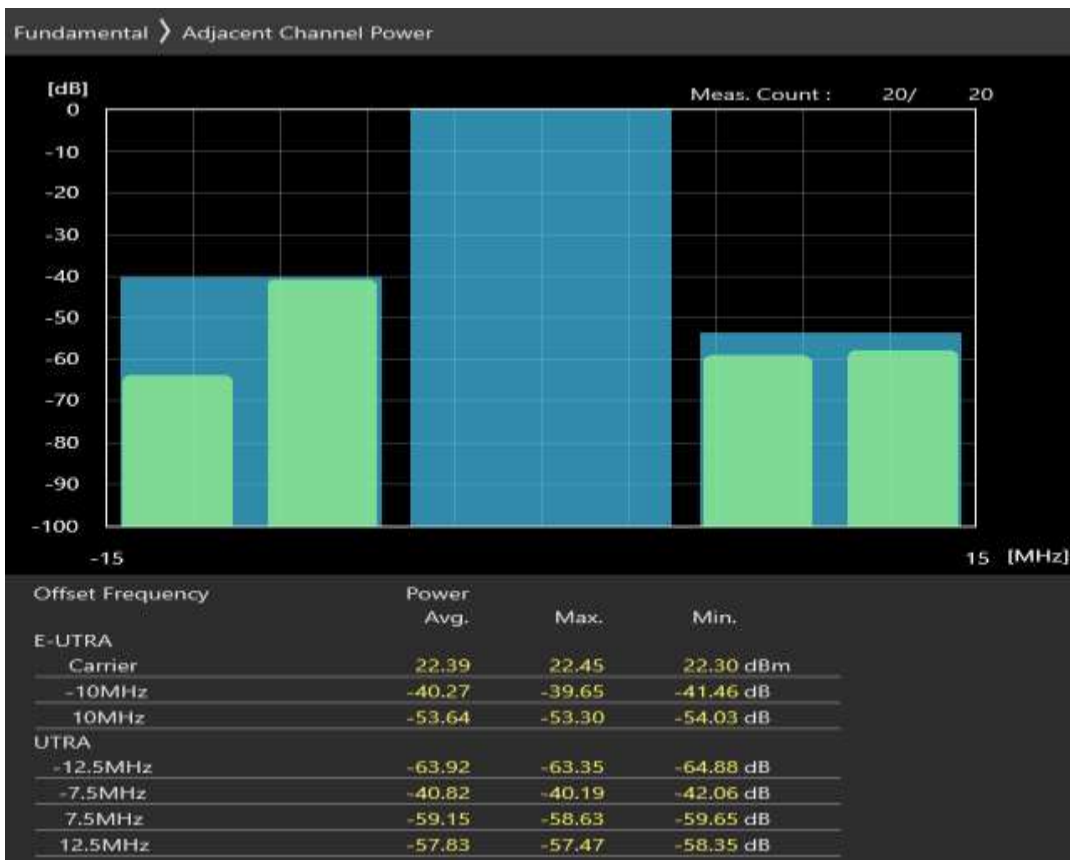 Fundamental ❯ Adjacent Channel Power
[dB]
Meas. Count : 20/ 20
0
-10
-20
-30
-40
-50
-60
-70
-80
-90
-100
-15 15 [MHz]
Offset Frequency Power
Avg. Max. Min.
E-UTRA
Carrier 22.39 22.45 22.30 dBm
-10MHz -40.27 -39.65 -41.46 dB
10MHz -53.64 -53.30 -54.03 dB
UTRA
-12.5MHz -63.92 -63.35 -64.88 dB
-7.5MHz -40.82 -40.19 -42.06 dB
7.5MHz -59.15 -58.63 -59.65 dB
12.5MHz -57.83 -57.47 -58.35 dB